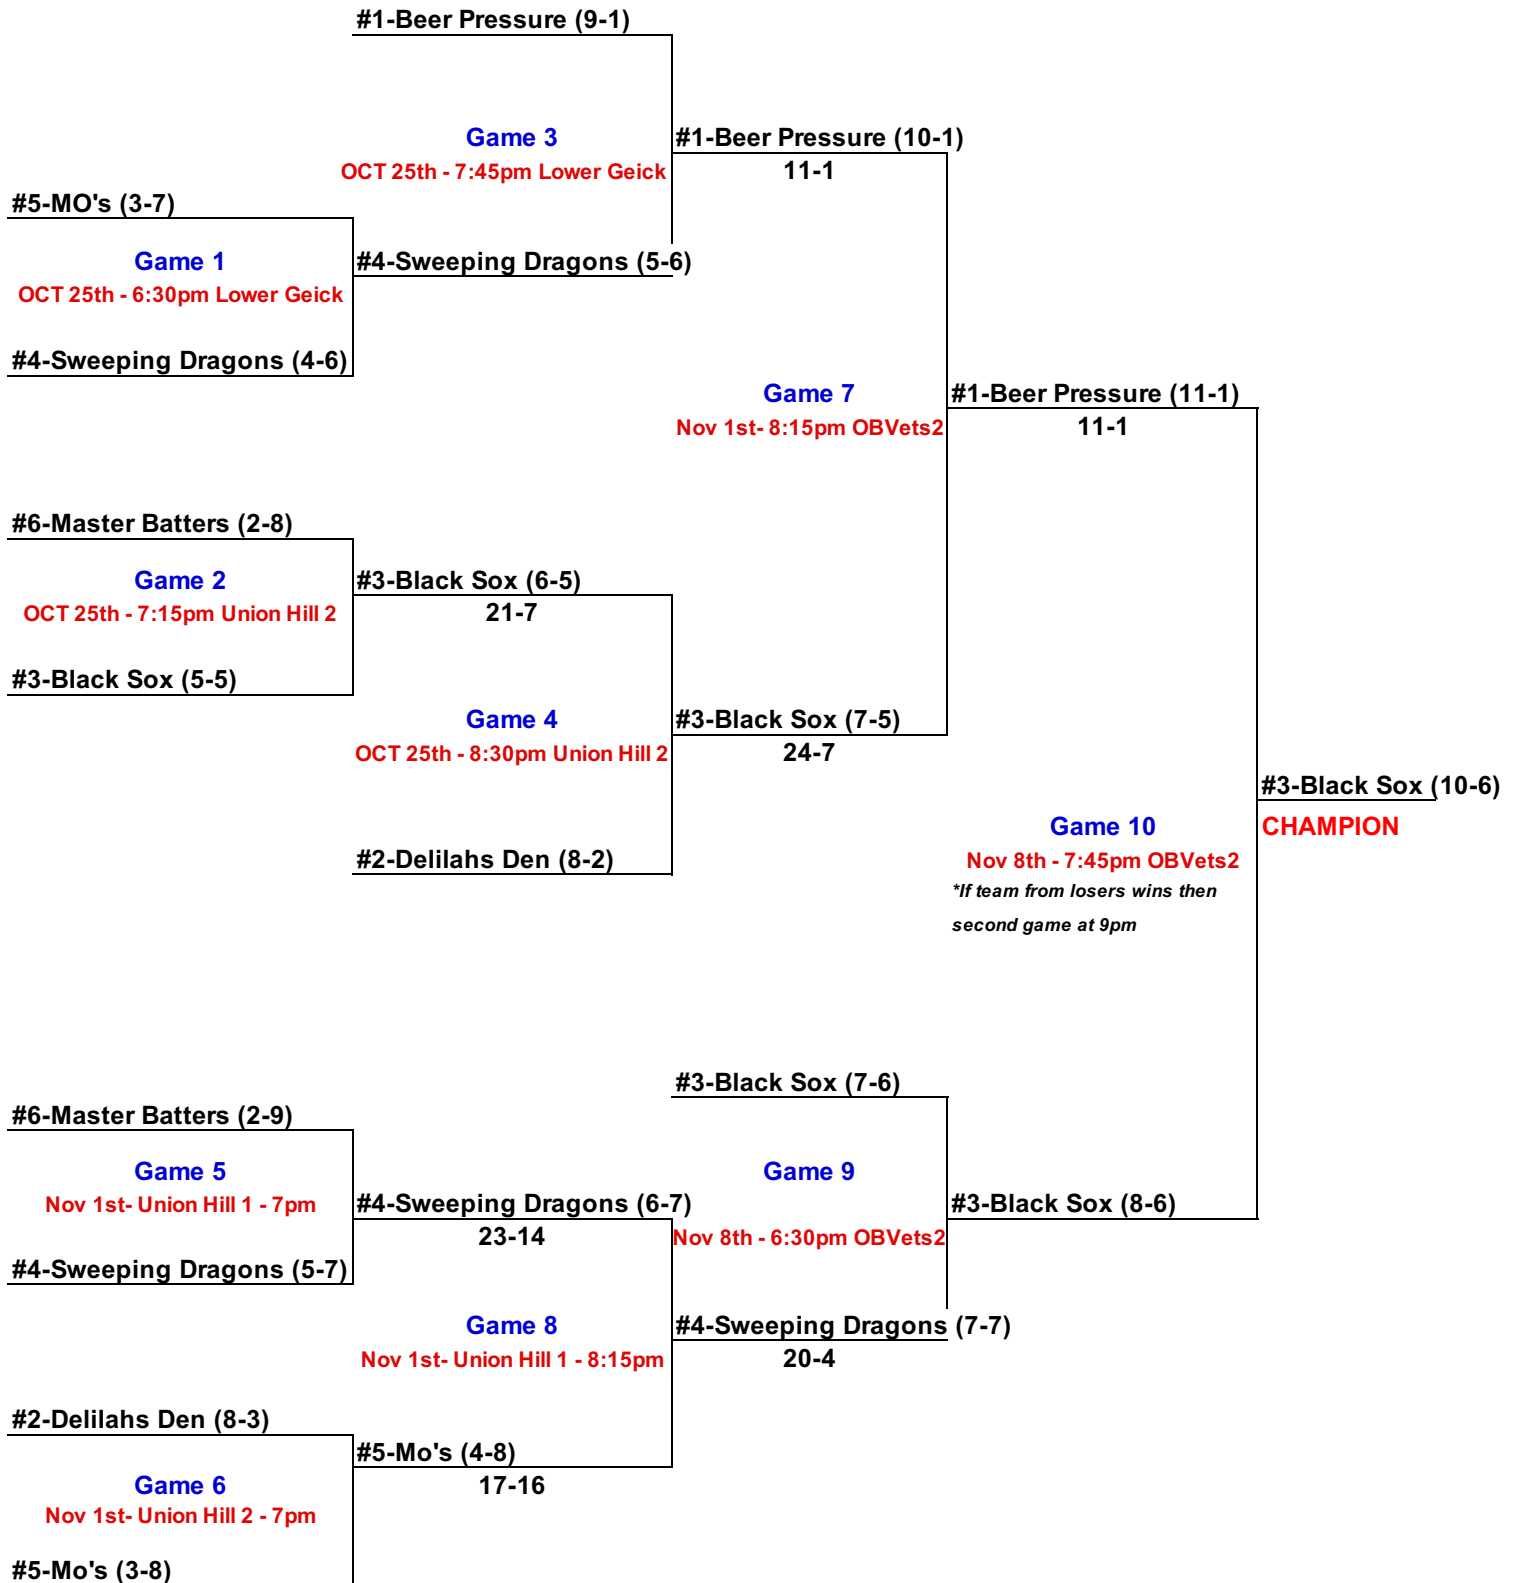 #1-Beer Pressure (9-1)
Game 3
#1-Beer Pressure (10-1)
OCT 25th - 7:45pm Lower Geick
11-1
#5-MO's (3-7)
Game 1
#4-Sweeping Dragons (5-6)
OCT 25th - 6:30pm Lower Geick
#4-Sweeping Dragons (4-6)
Game 7
#1-Beer Pressure (11-1)
Nov 1st- 8:15pm OBVets2
11-1
#6-Master Batters (2-8)
Game 2
#3-Black Sox (6-5)
OCT 25th - 7:15pm Union Hill 2
21-7
#3-Black Sox (5-5)
Game 4
#3-Black Sox (7-5)
OCT 25th - 8:30pm Union Hill 2
24-7
#3-Black Sox (10-6)
Game 10
CHAMPION
#2-Delilahs Den (8-2)
Nov 8th - 7:45pm OBVets2
*If team from losers wins then
second game at 9pm
#3-Black Sox (7-6)
#6-Master Batters (2-9)
Game 5
Game 9
Nov 1st- Union Hill 1 - 7pm
#4-Sweeping Dragons (6-7)
#3-Black Sox (8-6)
23-14
Nov 8th - 6:30pm OBVets2
#4-Sweeping Dragons (5-7)
Game 8
#4-Sweeping Dragons (7-7)
Nov 1st- Union Hill 1 - 8:15pm
20-4
#2-Delilahs Den (8-3)
#5-Mo's (4-8)
Game 6
17-16
Nov 1st- Union Hill 2 - 7pm
#5-Mo's (3-8)